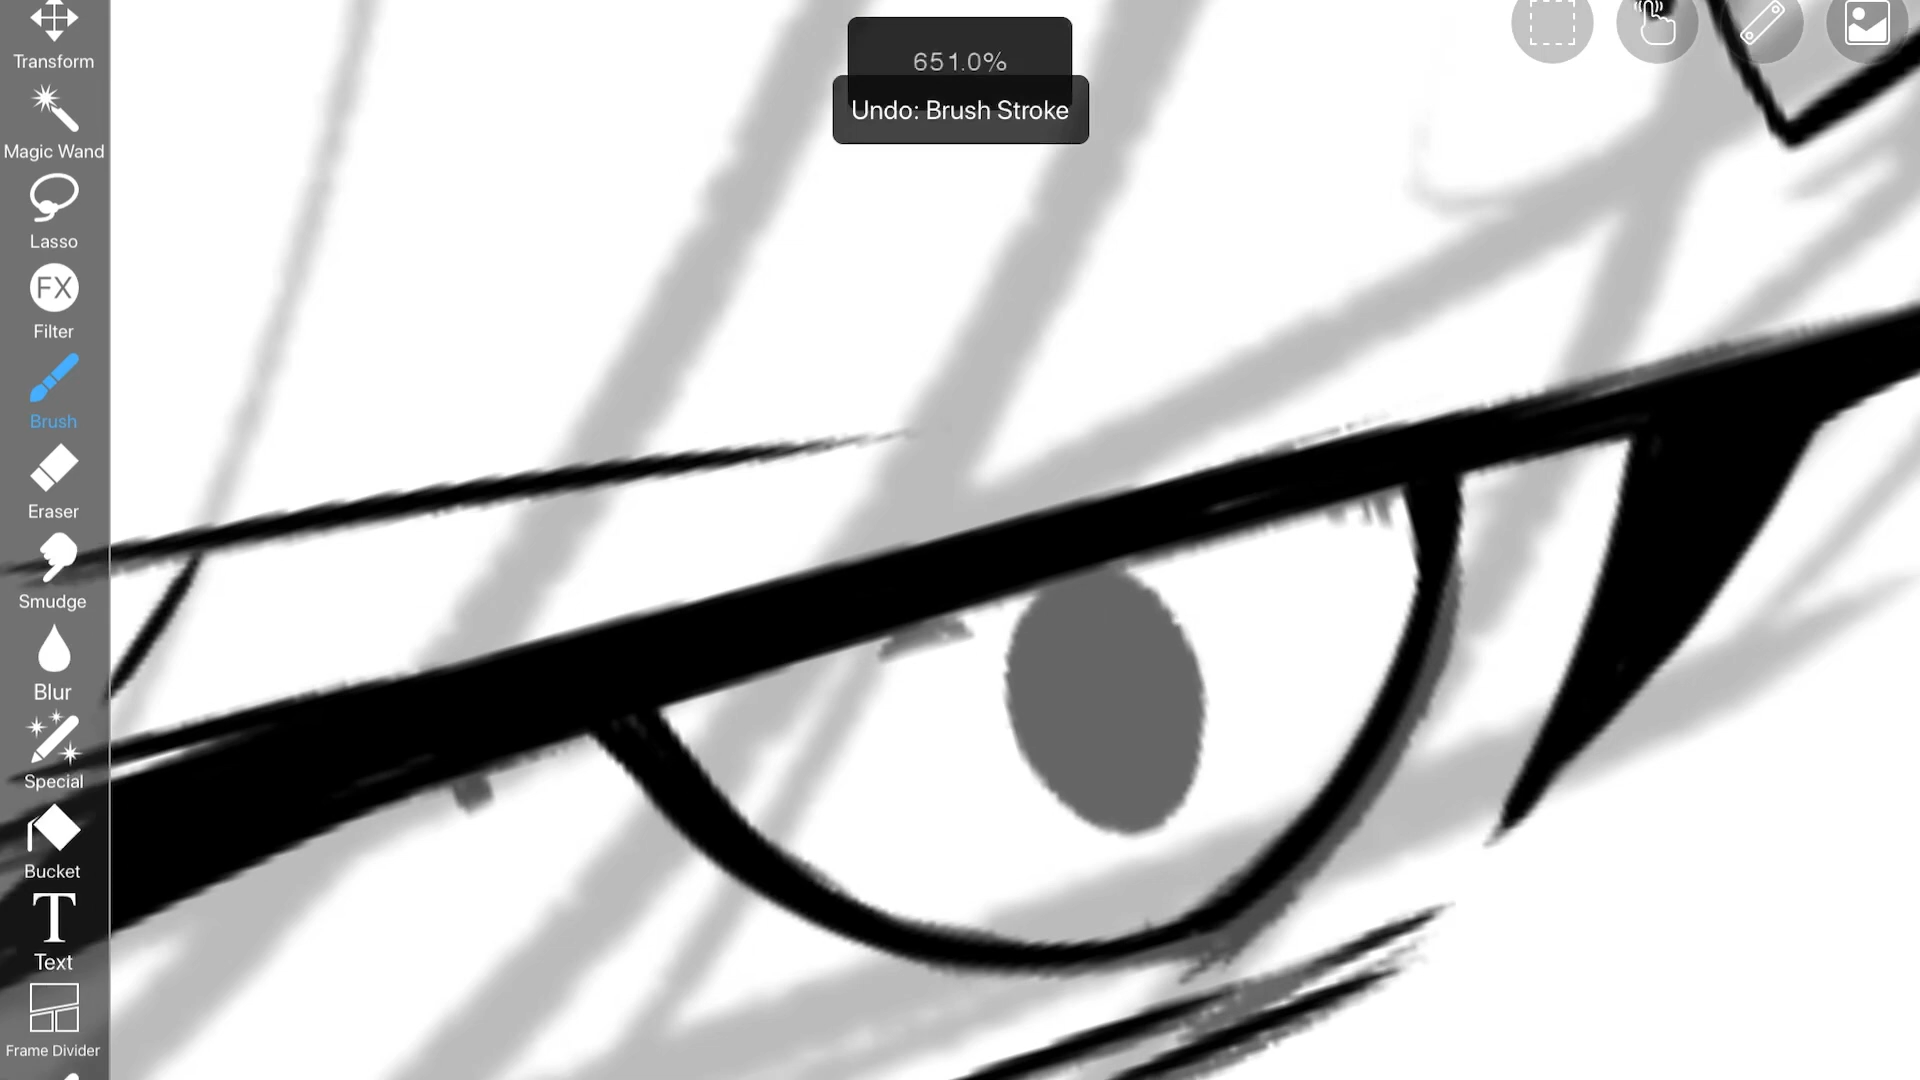 651.0%
Undo: Brush Stroke
Transform
Magic Wand
Lasso
FX
Filter
Brush
Eraser
Smudge
Blur
Special
Bucket
T
Text
Frame Divider